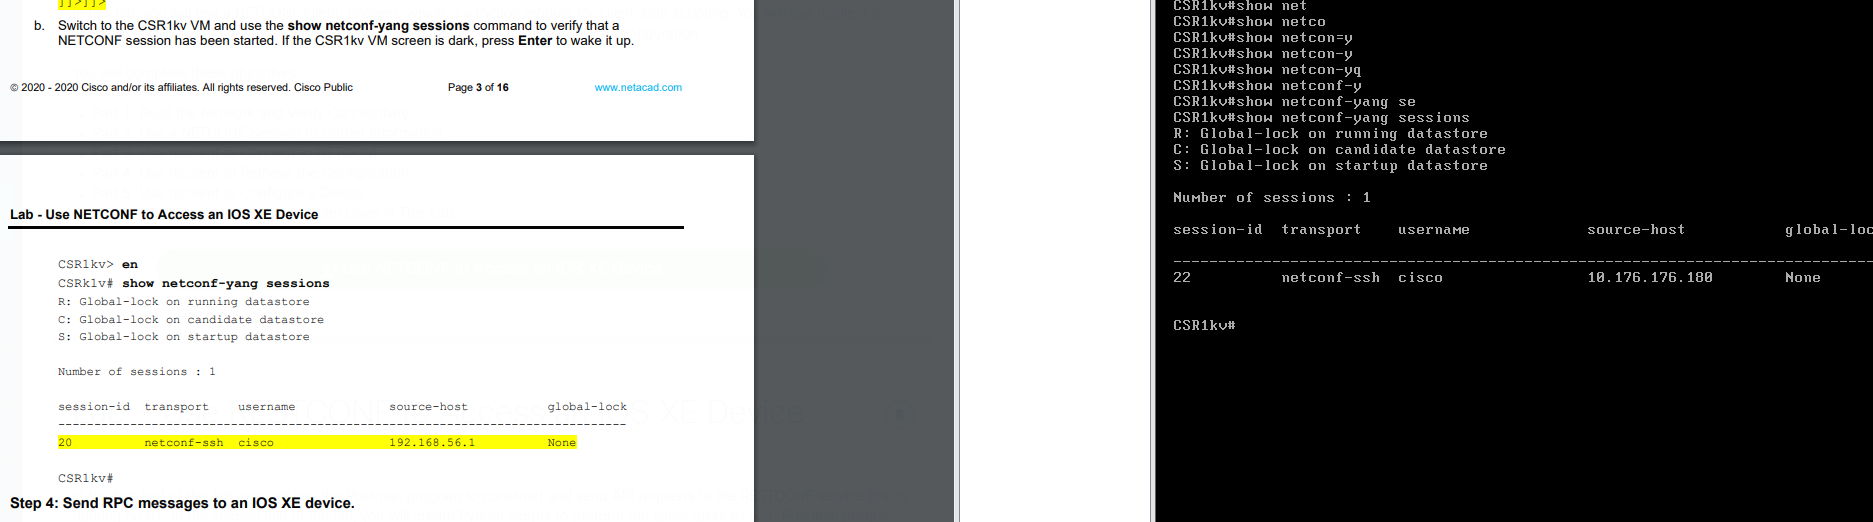 ]]>]]>
b. Switch to the CSR1kv VM and use the show netconf-yang sessions command to verify that a
NETCONF session has been started. If the CSR1kv VM screen is dark, press Enter to wake it up.
© 2020 - 2020 Cisco and/or its affiliates. All rights reserved. Cisco Public Page 3 of 16 www.netacad.com
Lab - Use NETCONF to Access an IOS XE Device
CSR1kv> en
CSRk1v# show netconf-yang sessions
R: Global-lock on running datastore
C: Global-lock on candidate datastore
S: Global-lock on startup datastore
Number of sessions : 1
session-id transport username source-host global-lock
--------------------------------------------------------------------------------
20 netconf-ssh cisco 192.168.56.1 None
CSR1kv#
Step 4: Send RPC messages to an IOS XE device.
CSR1kv#show net
CSR1kv#show netco
CSR1kv#show netcon=y
CSR1kv#show netcon-y
CSR1kv#show netcon-yq
CSR1kv#show netconf-y
CSR1kv#show netconf-yang se
CSR1kv#show netconf-yang sessions
R: Global-lock on running datastore
C: Global-lock on candidate datastore
S: Global-lock on startup datastore
Number of sessions : 1
session-id transport username source-host global-loc
--------------------------------------------------------------------------------
22 netconf-ssh cisco 10.176.176.180 None
CSR1kv#